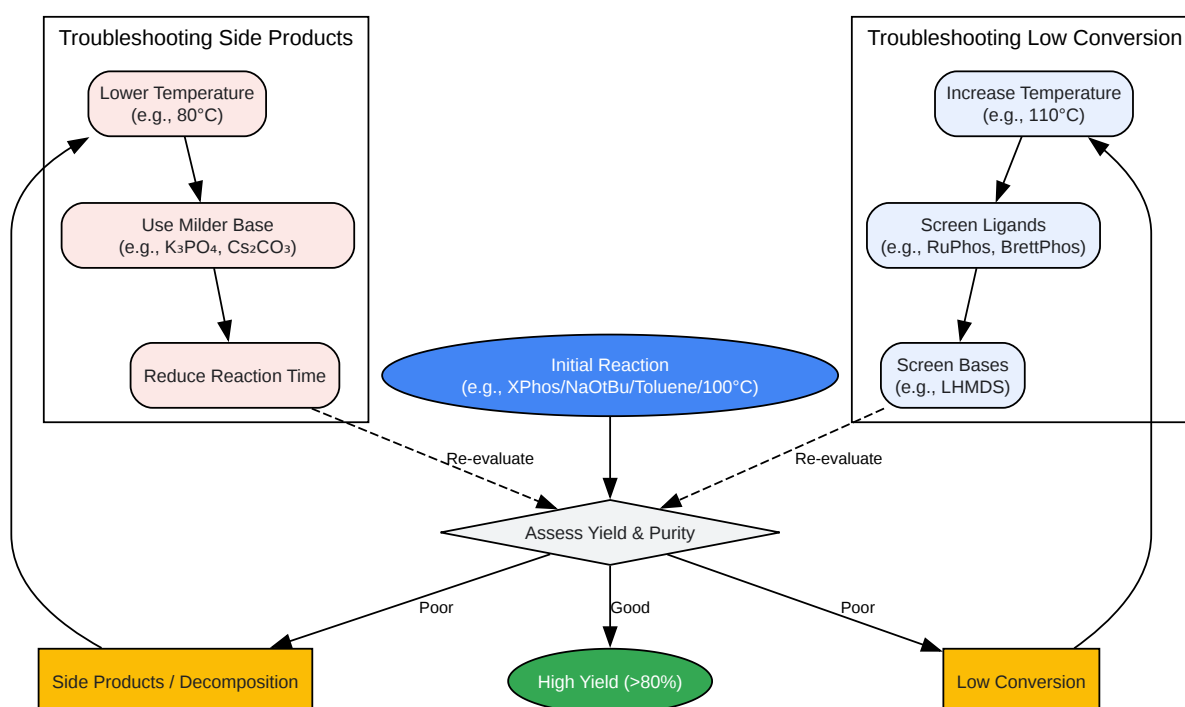 Troubleshooting Side Products
Lower Temperature
(e.g., 80°C)
Use Milder Base
(e.g., K₃PO₄, Cs₂CO₃)
Reduce Reaction Time
Troubleshooting Low Conversion
Increase Temperature
(e.g., 110°C)
Screen Ligands
(e.g., RuPhos, BrettPhos)
Screen Bases
(e.g., LHMDS)
Initial Reaction
(e.g., XPhos/NaOtBu/Toluene/100°C)
Re-evaluate
Re-evaluate
Assess Yield & Purity
Poor
Good
Poor
Side Products / Decomposition
High Yield (>80%)
Low Conversion